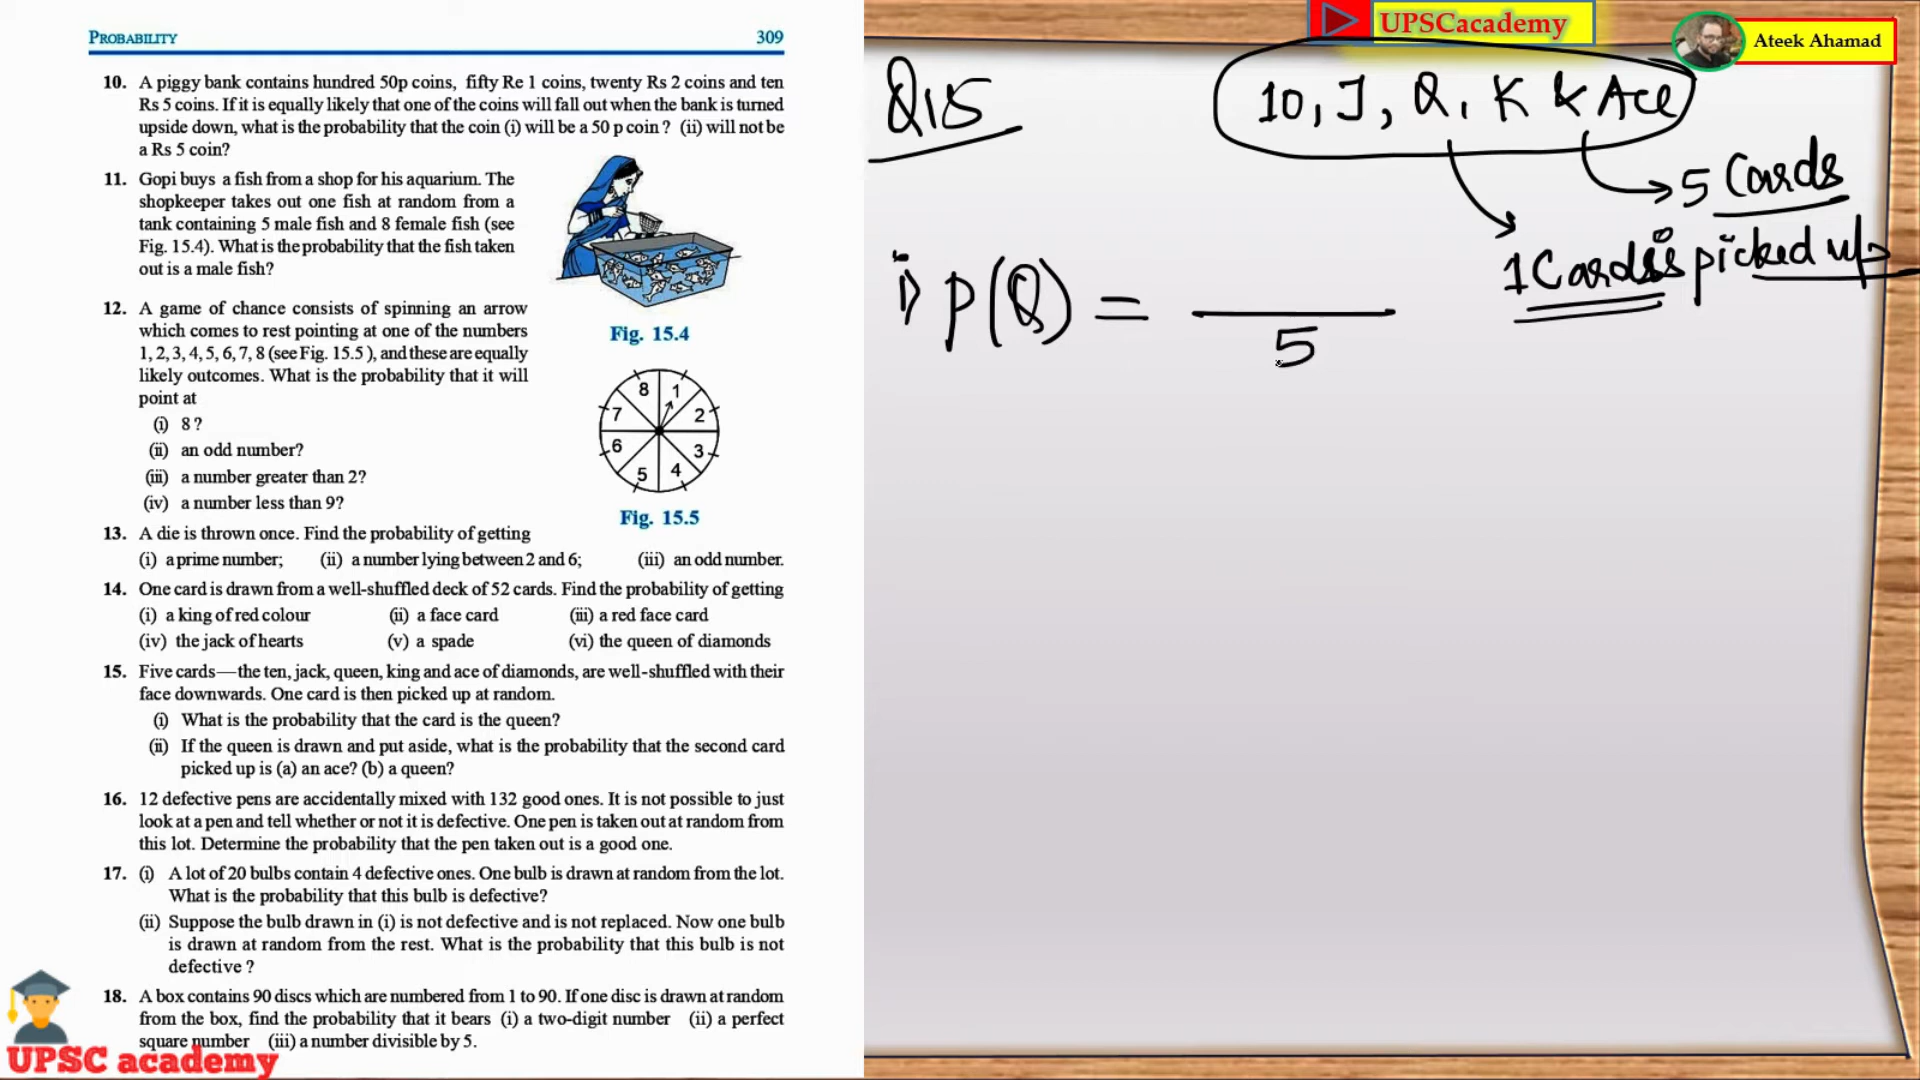 PROBABILITY 309
10. A piggy bank contains hundred 50p coins, fifty Re 1 coins, twenty Rs 2 coins and ten
Rs 5 coins. If it is equally likely that one of the coins will fall out when the bank is turned
upside down, what is the probability that the coin (i) will be a 50 p coin ? (ii) will not be
a Rs 5 coin?
11. Gopi buys a fish from a shop for his aquarium. The
shopkeeper takes out one fish at random from a
tank containing 5 male fish and 8 female fish (see
Fig. 15.4). What is the probability that the fish taken
out is a male fish?
Fig. 15.4
12. A game of chance consists of spinning an arrow
which comes to rest pointing at one of the numbers
1, 2, 3, 4, 5, 6, 7, 8 (see Fig. 15.5 ), and these are equally
likely outcomes. What is the probability that it will
point at
(i) 8 ?
(ii) an odd number?
(iii) a number greater than 2?
(iv) a number less than 9?
8 1
7 2
6 3
5 4
Fig. 15.5
13. A die is thrown once. Find the probability of getting
(i) a prime number; (ii) a number lying between 2 and 6; (iii) an odd number.
14. One card is drawn from a well-shuffled deck of 52 cards. Find the probability of getting
(i) a king of red colour (ii) a face card (iii) a red face card
(iv) the jack of hearts (v) a spade (vi) the queen of diamonds
15. Five cards—the ten, jack, queen, king and ace of diamonds, are well-shuffled with their
face downwards. One card is then picked up at random.
(i) What is the probability that the card is the queen?
(ii) If the queen is drawn and put aside, what is the probability that the second card
picked up is (a) an ace? (b) a queen?
16. 12 defective pens are accidentally mixed with 132 good ones. It is not possible to just
look at a pen and tell whether or not it is defective. One pen is taken out at random from
this lot. Determine the probability that the pen taken out is a good one.
17. (i) A lot of 20 bulbs contain 4 defective ones. One bulb is drawn at random from the lot.
What is the probability that this bulb is defective?
(ii) Suppose the bulb drawn in (i) is not defective and is not replaced. Now one bulb
is drawn at random from the rest. What is the probability that this bulb is not
defective ?
18. A box contains 90 discs which are numbered from 1 to 90. If one disc is drawn at random
from the box, find the probability that it bears (i) a two-digit number (ii) a perfect
square number (iii) a number divisible by 5.
UPSC academy
UPSCacademy
Ateek Ahamad
Q15
10, J, Q, K & Ace
5 Cards
1 Card is picked up
i) P(Q) =
5